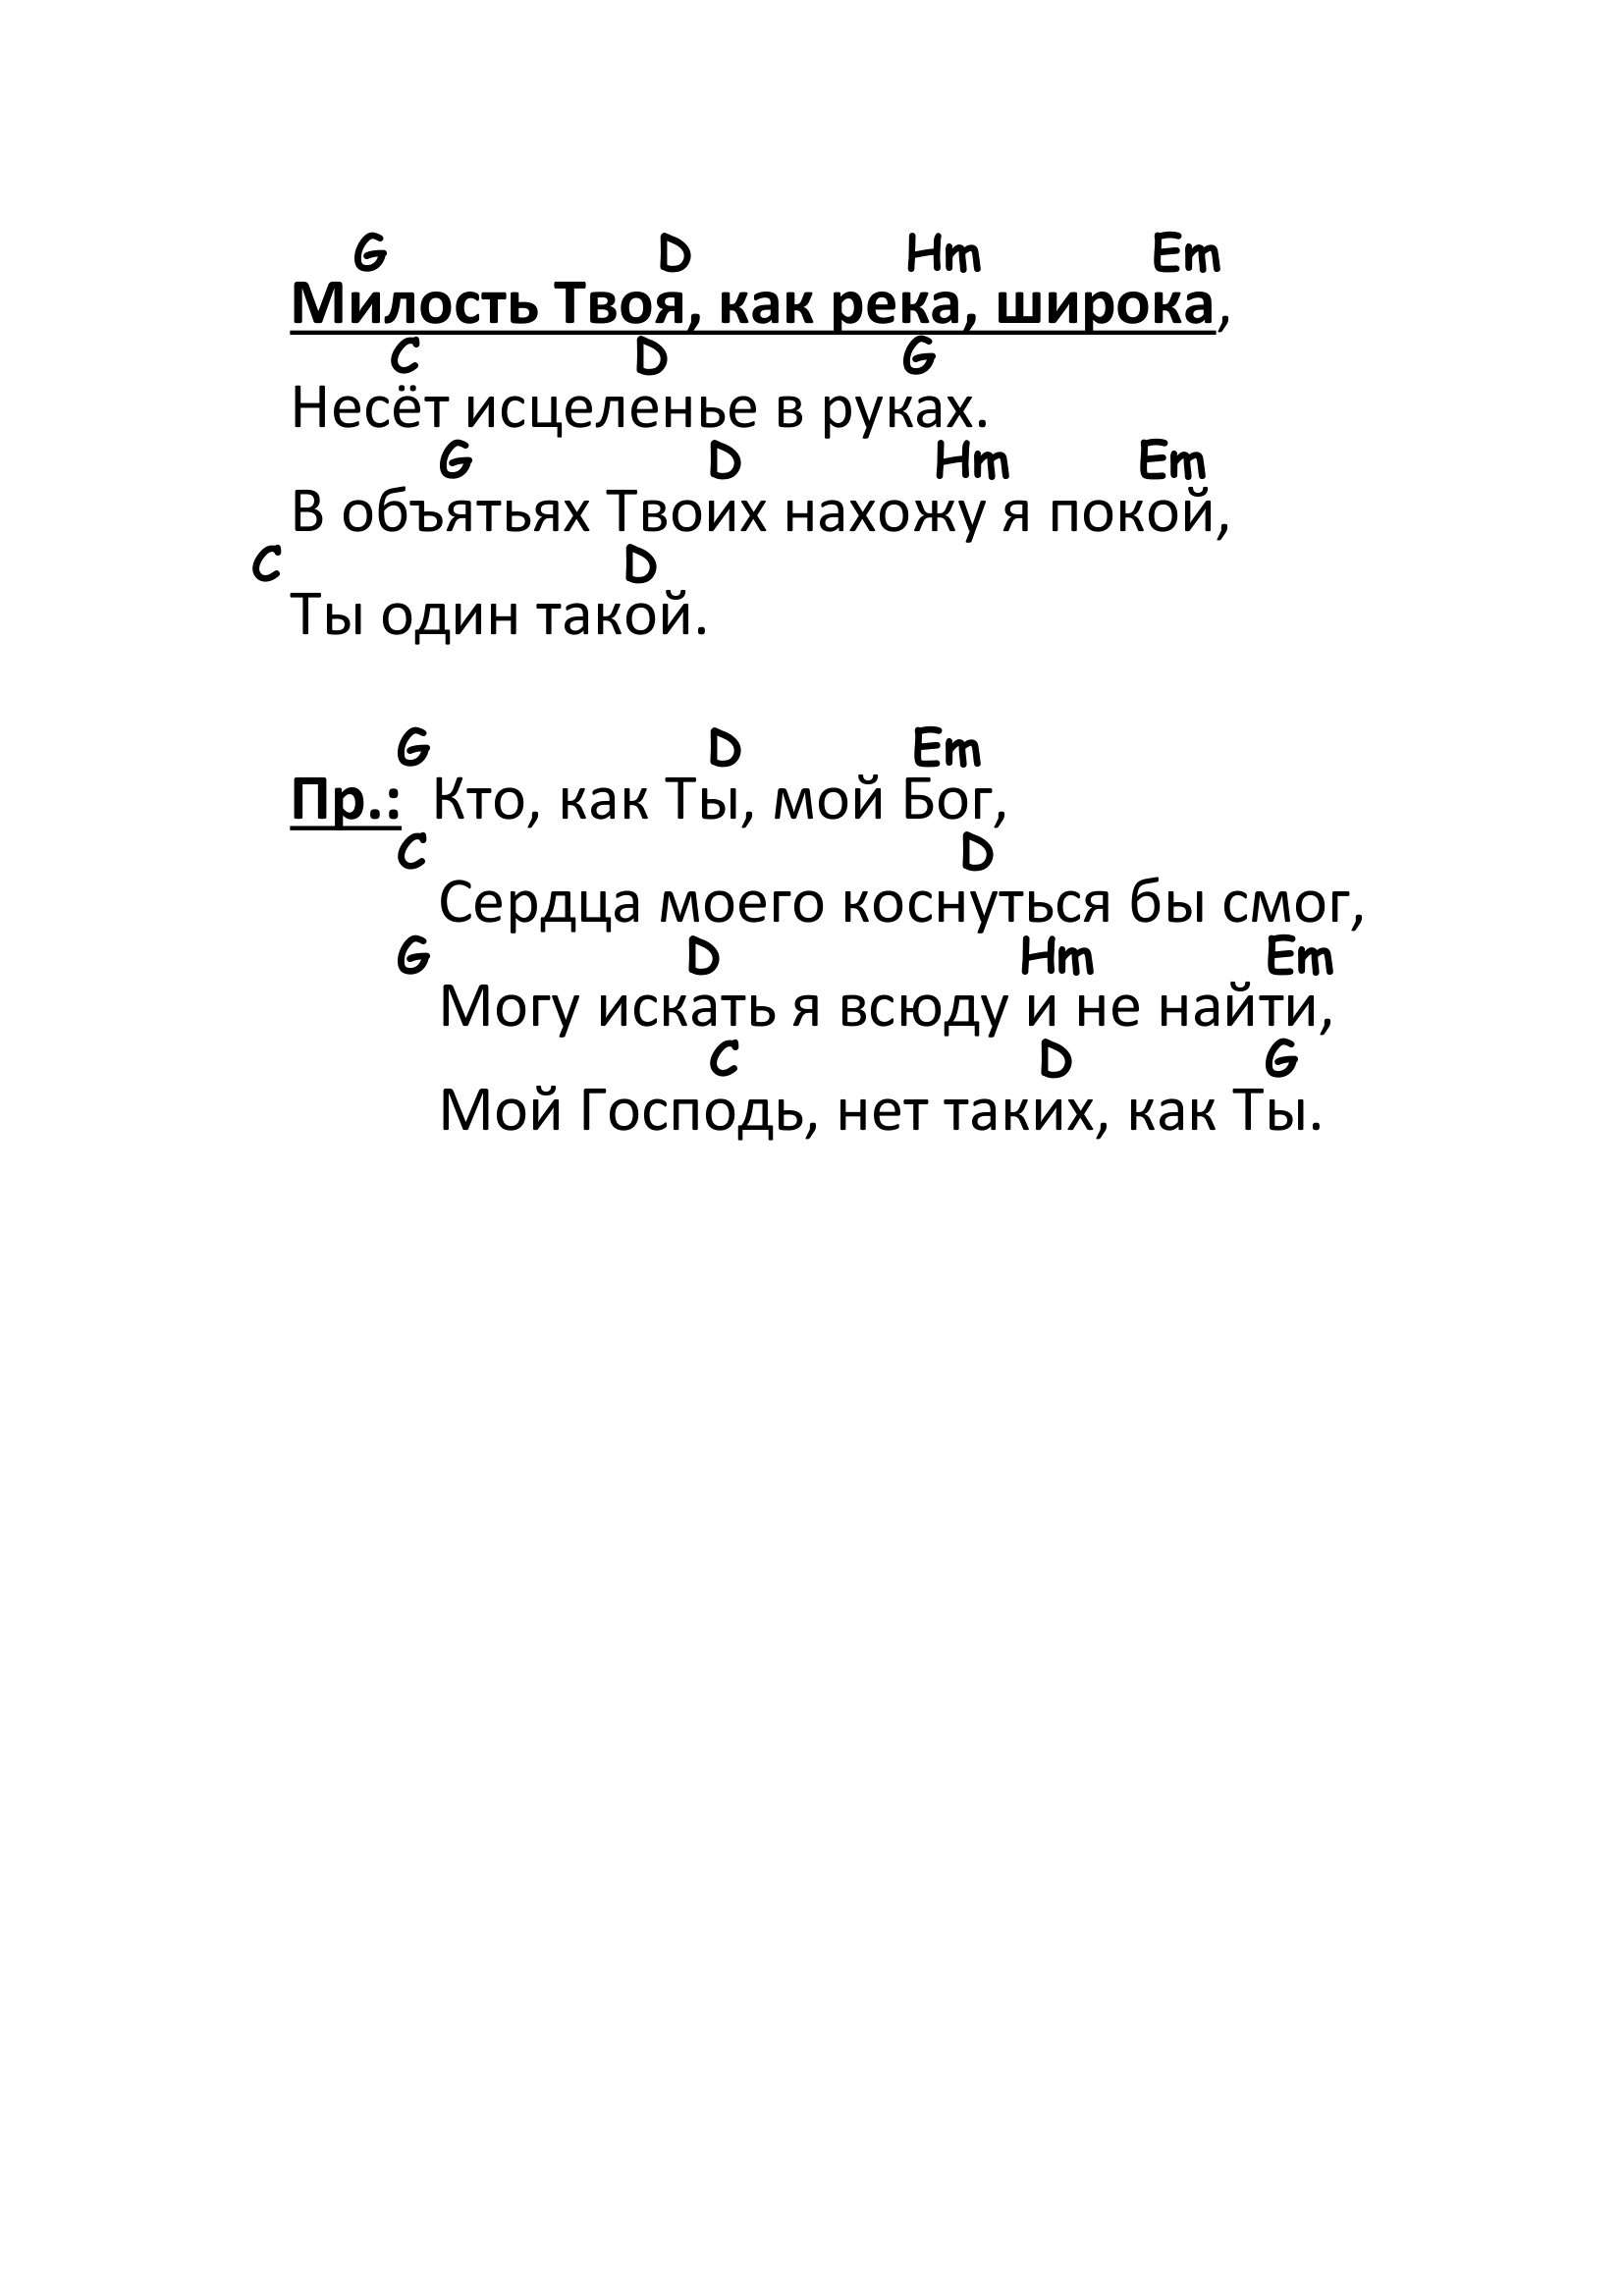 G D Hm Em
Милость Твоя, как река, широка,
C D G
Несёт исцеленье в руках.
G D Hm Em
В объятьях Твоих нахожу я покой,
C D
Ты один такой.
G D Em
Пр.: Кто, как Ты, мой Бог,
C D
Сердца моего коснуться бы смог,
G D Hm Em
Могу искать я всюду и не найти,
C D G
Мой Господь, нет таких, как Ты.